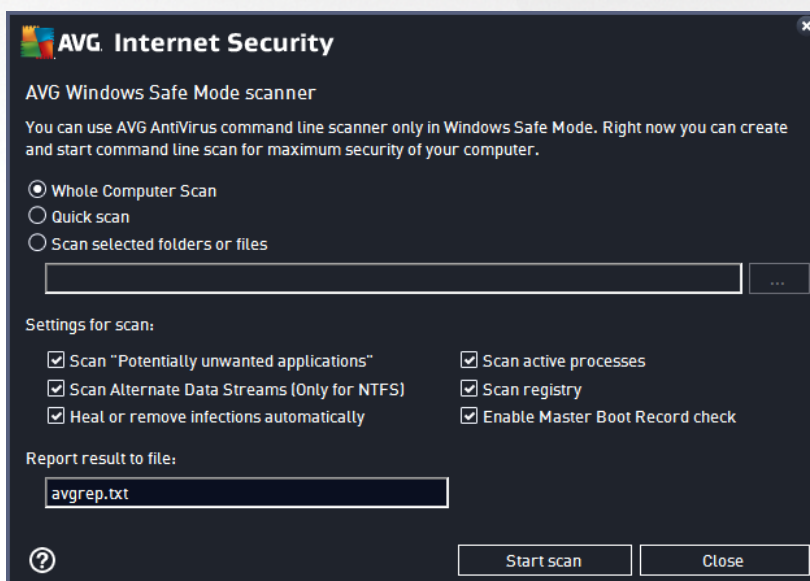 AVG. Internet Security
AVG Windows Safe Mode scanner
You can use AVG AntiVirus command line scanner only in Windows Safe Mode. Right now you can create
and start command line scan for maximum security of your computer.
Whole Computer Scan
Quick scan
Scan selected folders or files
...
Settings for scan:
Scan "Potentially unwanted applications"
Scan active processes
Scan Alternate Data Streams (Only for NTFS)
Scan registry
Heal or remove infections automatically
Enable Master Boot Record check
Report result to file:
avgrep.txt
?
Start scan
Close